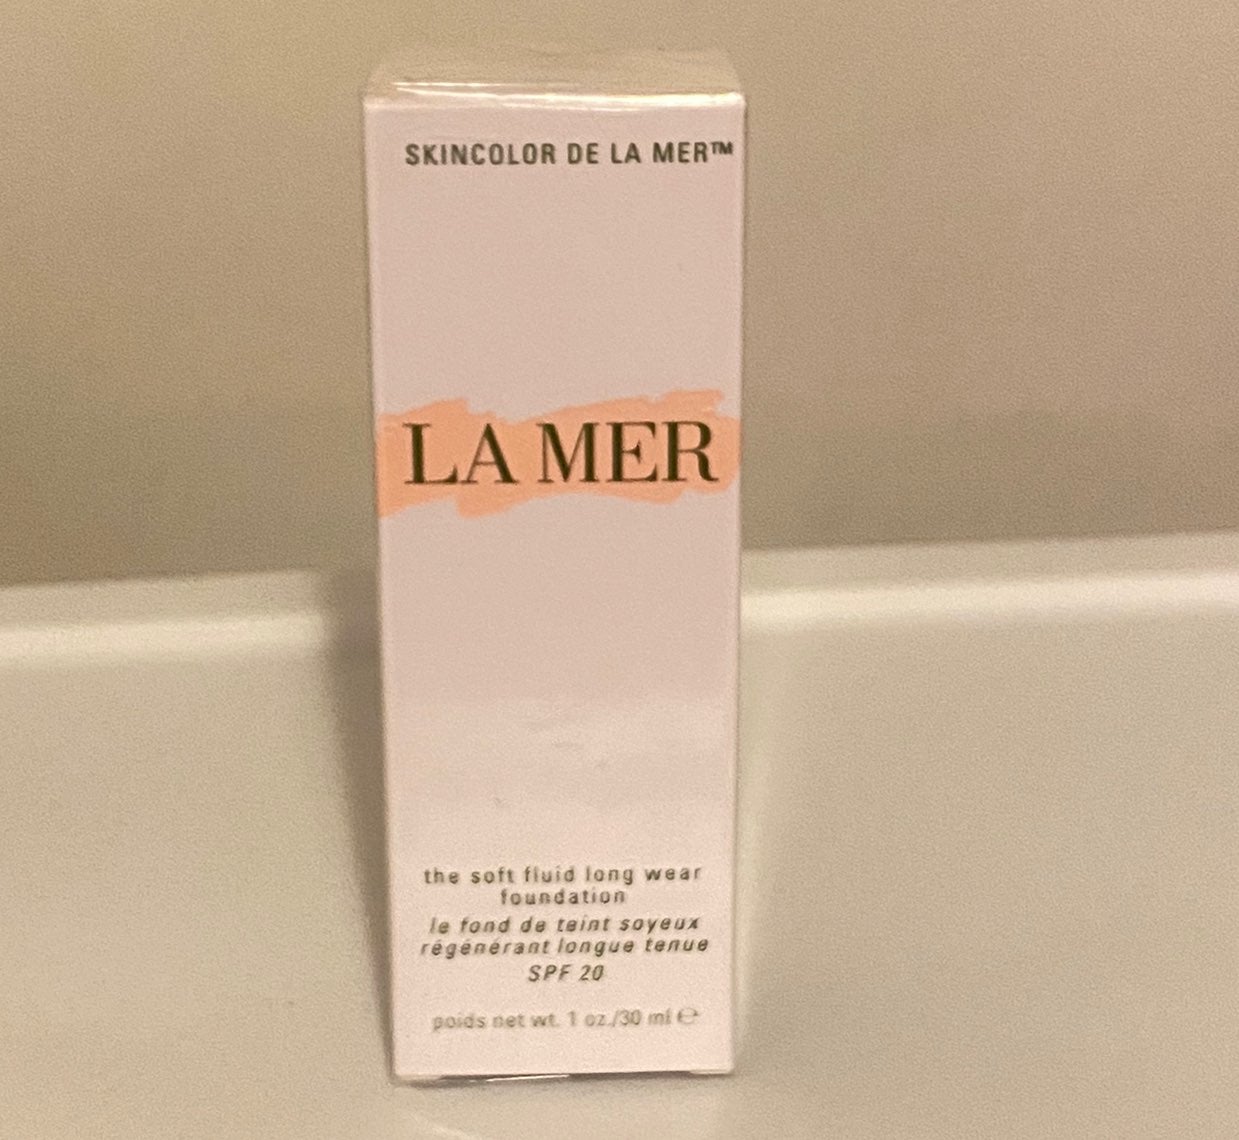 SKINCOLOR DE LA MER™
LA MER
the soft fluid long wear
foundation
le fond de teint soyeux
régénérant longue tenue
SPF 20
poids net wt. 1 oz./30 ml ℮